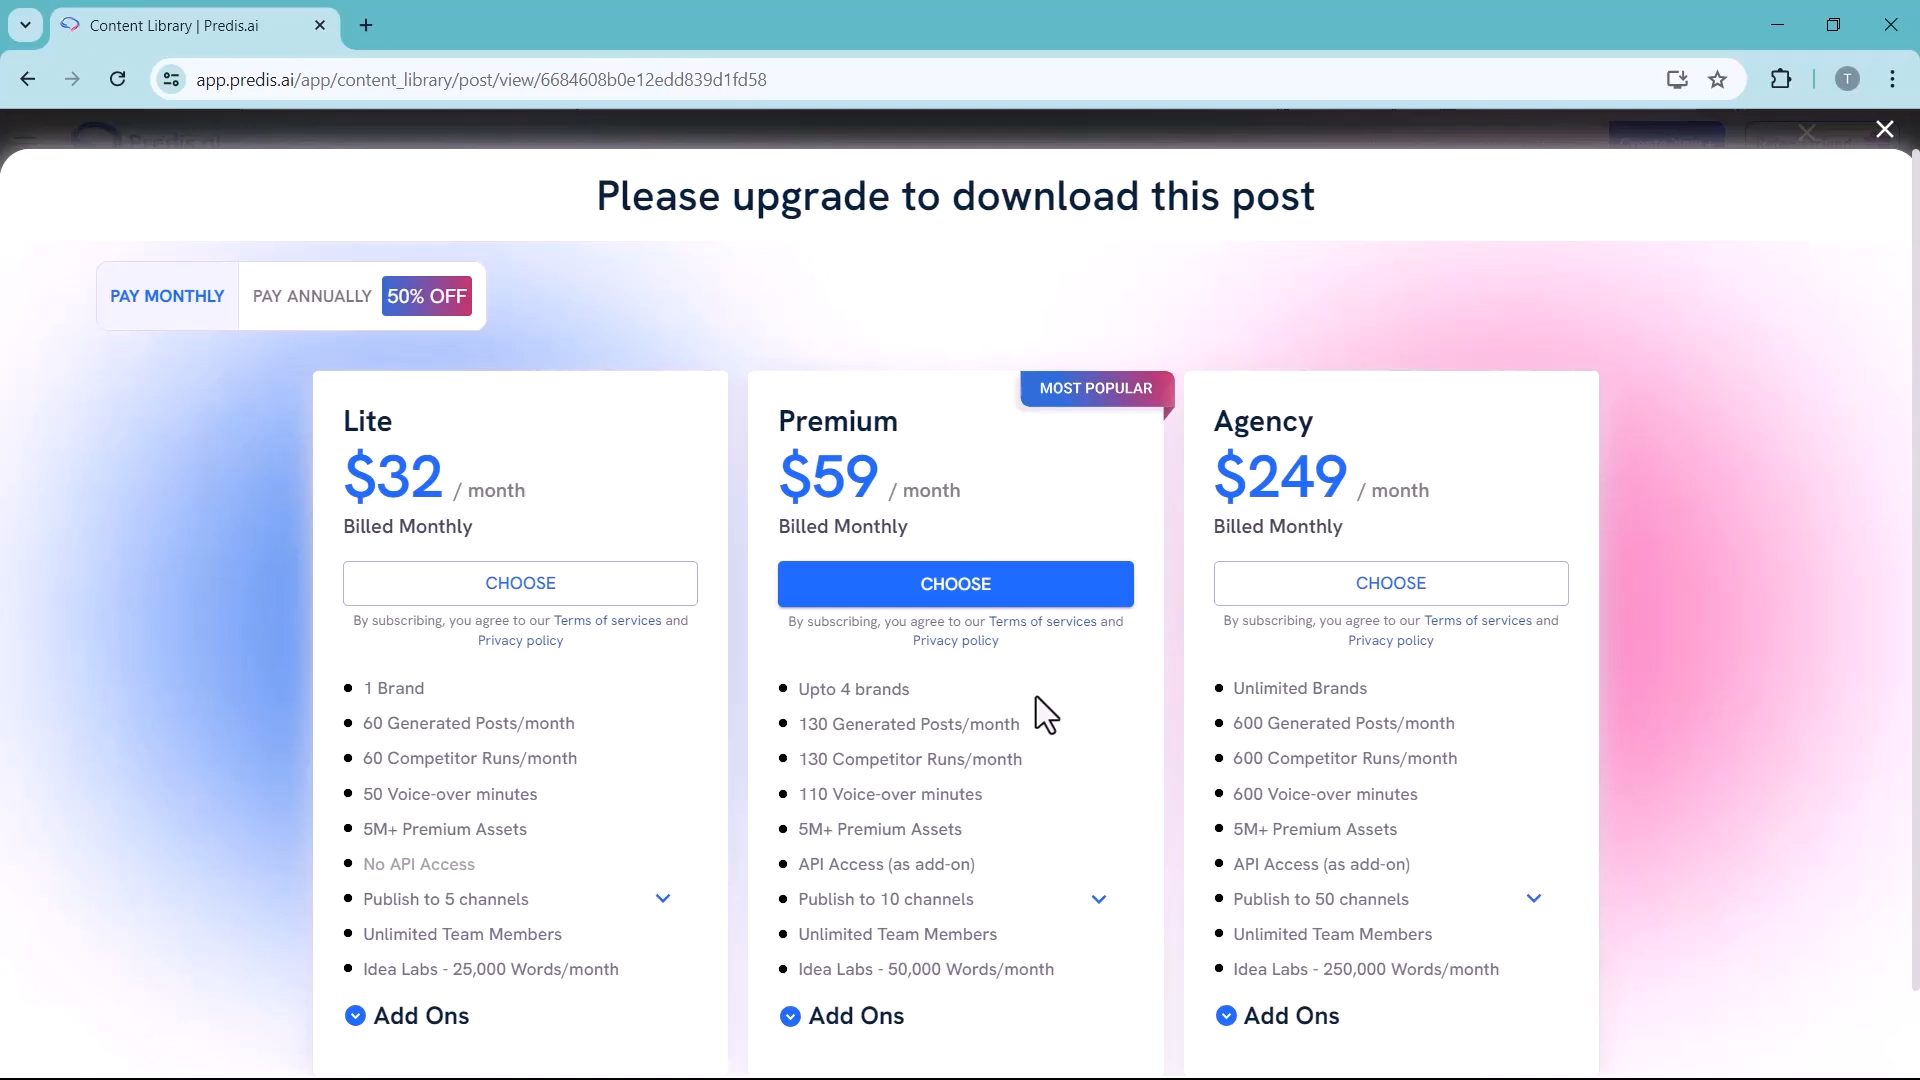 Content Library | Predis.ai
app.predis.ai/app/content_library/post/view/6684608b0e12edd839d1fd58
T
Predis.ai
Please upgrade to download this post
PAY MONTHLY
PAY ANNUALLY
50% OFF
Lite
$32 / month
Billed Monthly
CHOOSE
By subscribing, you agree to our Terms of services and
Privacy policy
1 Brand
60 Generated Posts/month
60 Competitor Runs/month
50 Voice-over minutes
5M+ Premium Assets
No API Access
Publish to 5 channels
Unlimited Team Members
Idea Labs - 25,000 Words/month
Add Ons
MOST POPULAR
Premium
$59 / month
Billed Monthly
CHOOSE
By subscribing, you agree to our Terms of services and
Privacy policy
Upto 4 brands
130 Generated Posts/month
130 Competitor Runs/month
110 Voice-over minutes
5M+ Premium Assets
API Access (as add-on)
Publish to 10 channels
Unlimited Team Members
Idea Labs - 50,000 Words/month
Add Ons
Agency
$249 / month
Billed Monthly
CHOOSE
By subscribing, you agree to our Terms of services and
Privacy policy
Unlimited Brands
600 Generated Posts/month
600 Competitor Runs/month
600 Voice-over minutes
5M+ Premium Assets
API Access (as add-on)
Publish to 50 channels
Unlimited Team Members
Idea Labs - 250,000 Words/month
Add Ons